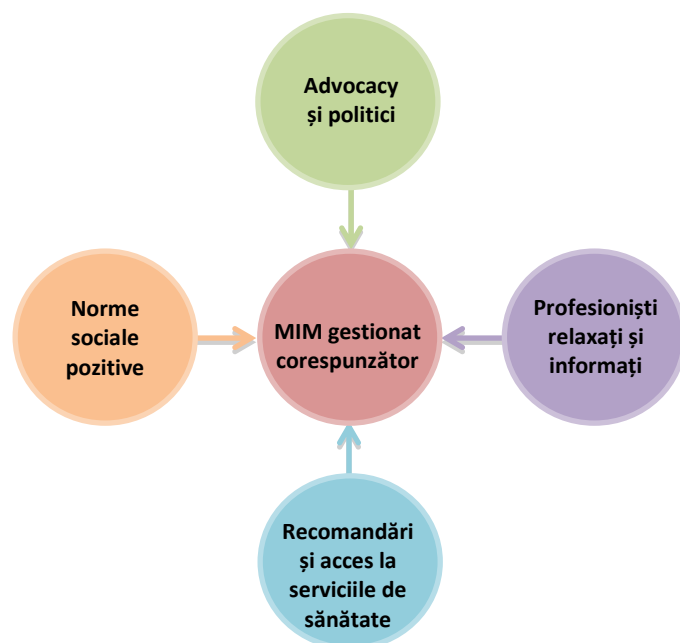 Advocacy
și politici
Norme
sociale
pozitive
MIM gestionat
corespunzător
Profesioniști
relaxați și
informați
Recomandări
și acces la
serviciile de
sănătate